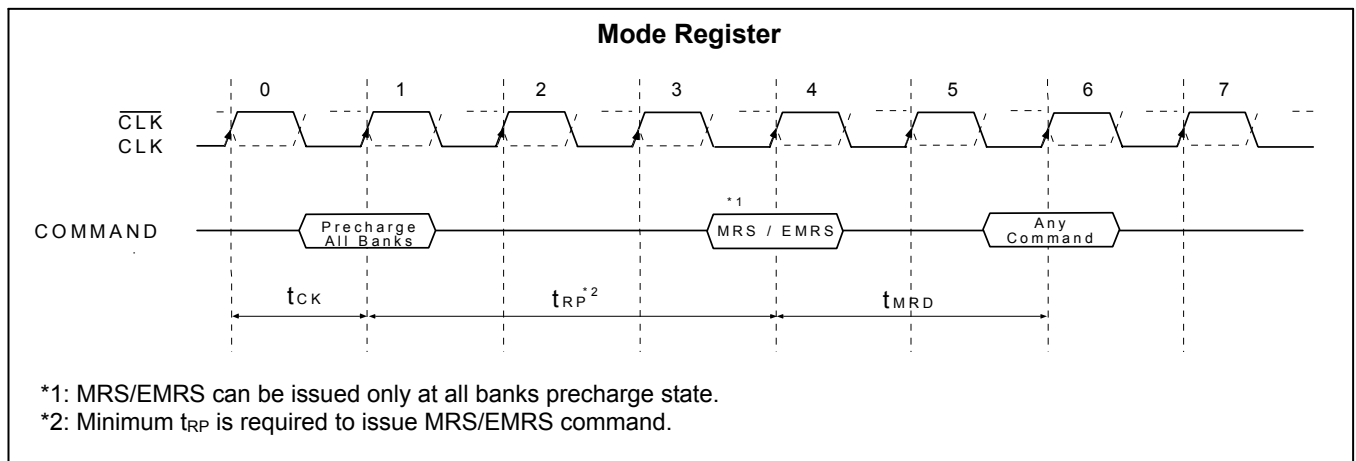 Mode Register
0 1 2 3 4 5 6 7
CLK
CLK
*1
COMMAND
Precharge
All Banks
MRS / EMRS
Any
Command
tCK
tRP*2
tMRD
*1: MRS/EMRS can be issued only at all banks precharge state.
*2: Minimum tRP is required to issue MRS/EMRS command.